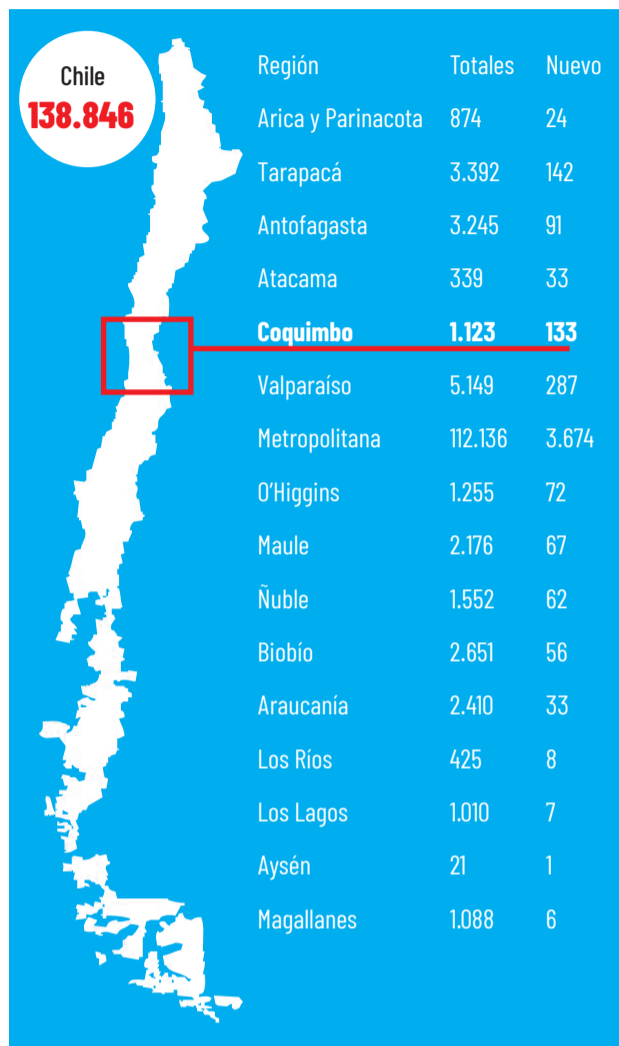 Chile
138.846
Región Totales Nuevo
Arica y Parinacota 874 24
Tarapacá 3.392 142
Antofagasta 3.245 91
Atacama 339 33
Coquimbo 1.123 133
Valparaíso 5.149 287
Metropolitana 112.136 3.674
O’Higgins 1.255 72
Maule 2.176 67
Ñuble 1.552 62
Biobío 2.651 56
Araucanía 2.410 33
Los Ríos 425 8
Los Lagos 1.010 7
Aysén 21 1
Magallanes 1.088 6